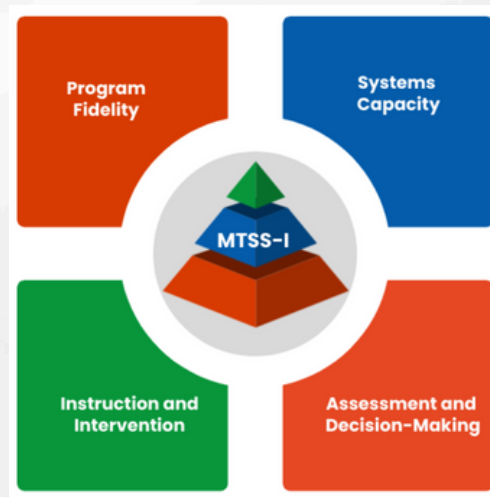 Program
Fidelity
Systems
Capacity
MTSS-I
Instruction and
Intervention
Assessment and
Decision-Making